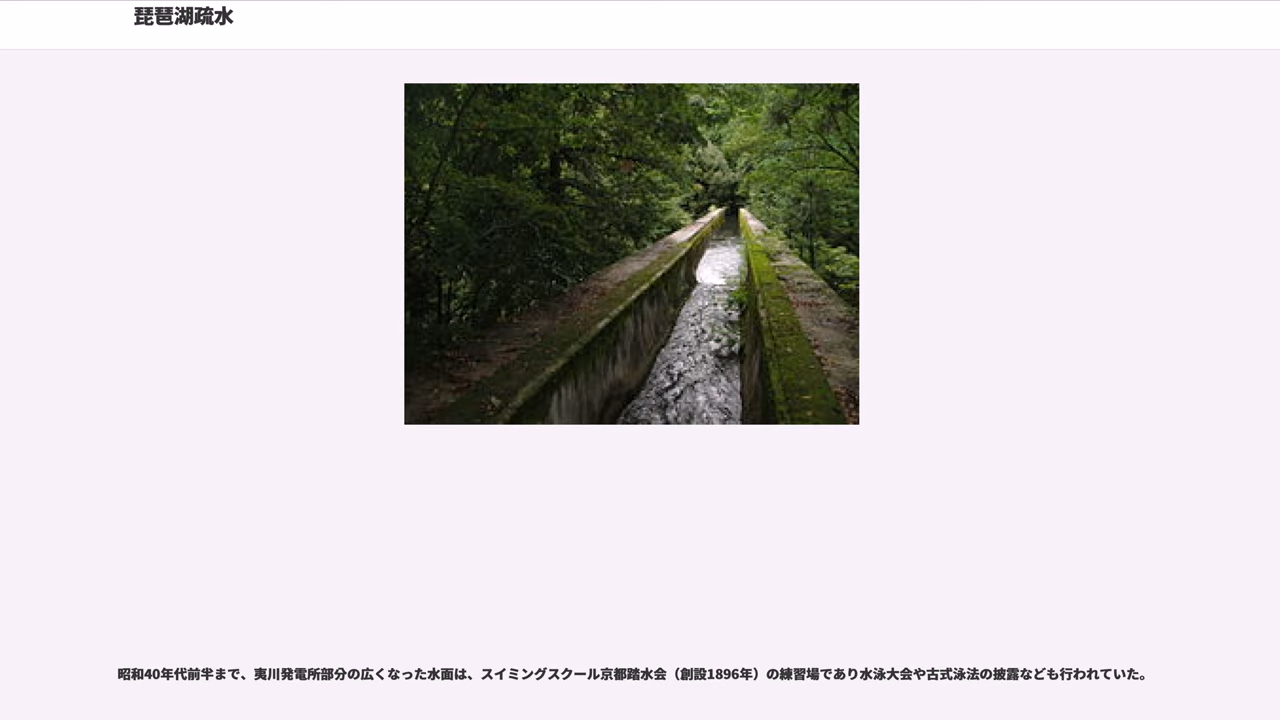 琵琶湖疏水
昭和40年代前半まで、夷川発電所部分の広くなった水面は、スイミングスクール京都踏水会（創設1896年）の練習場であり水泳大会や古式泳法の披露なども行われていた。